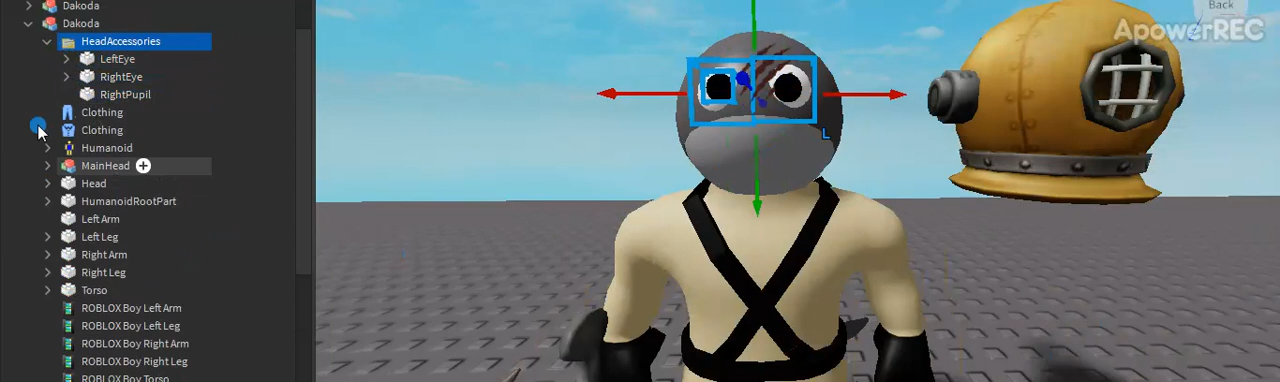 Dakoda
Dakoda
HeadAccessories
LeftEye
RightEye
RightPupil
Clothing
Clothing
Humanoid
MainHead
Head
HumanoidRootPart
Left Arm
Left Leg
Right Arm
Right Leg
Torso
ROBLOX Boy Left Arm
ROBLOX Boy Left Leg
ROBLOX Boy Right Arm
ROBLOX Boy Right Leg
ROBLOX Boy Torso
Back
ApowerREC
L